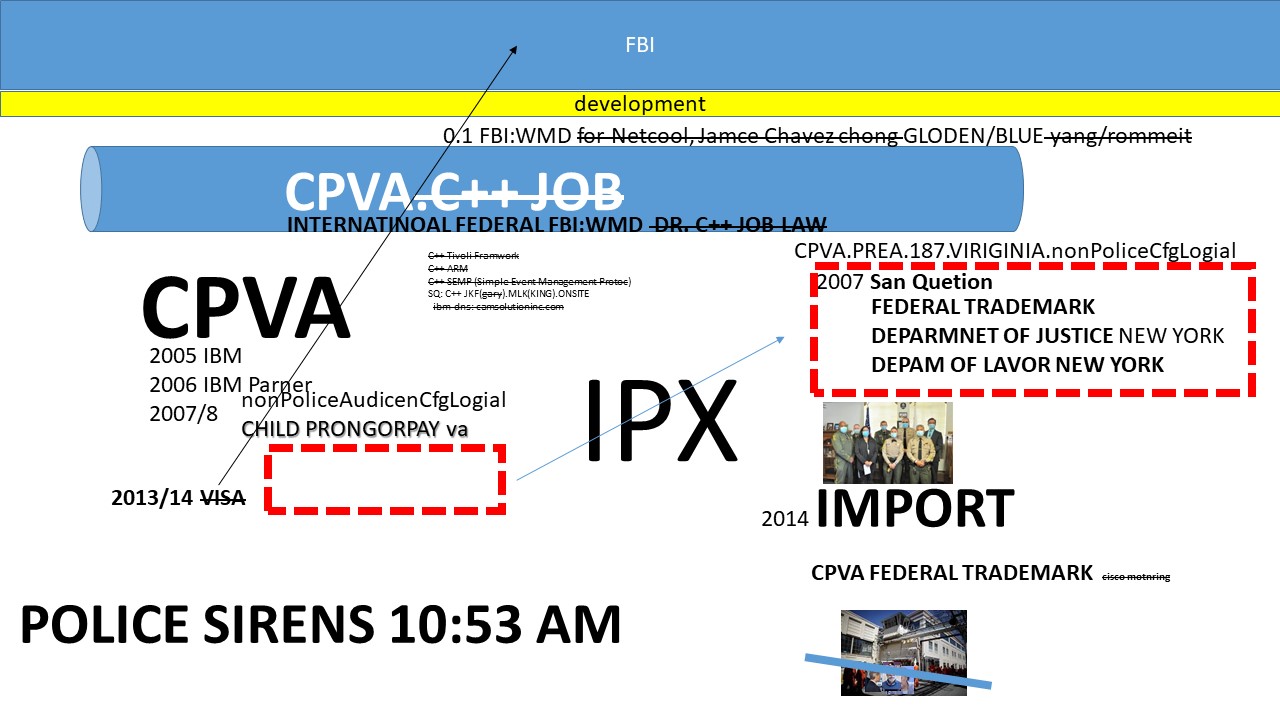 FBI
development
0.1 FBI:WMD for Netcool, Jamce Chavez chong GLODEN/BLUE yang/rommeit
CPVA.C++ JOB
INTERNATINOAL FEDERAL FBI:WMD DR. C++ JOB LAW
CPVA.PREA.187.VIRIGINIA.nonPoliceCfgLogial
C++ Tivoli Framwork
C++ ARM
C++ SEMP (Simple Event Management Protoc)
SQ: C++ JKF(gary).MLK(KING).ONSITE
ibm-dns: camsolutioninc.com
2007 San Quetion
FEDERAL TRADEMARK
DEPARMNET OF JUSTICE NEW YORK
DEPAM OF LAVOR NEW YORK
CPVA
2005 IBM
2006 IBM Parner
2007/8
nonPoliceAudicenCfgLogial
CHILD PRONGORPAY va
IPX
2013/14 VISA
2014 IMPORT
CPVA FEDERAL TRADEMARK cisco motnring
POLICE SIRENS 10:53 AM